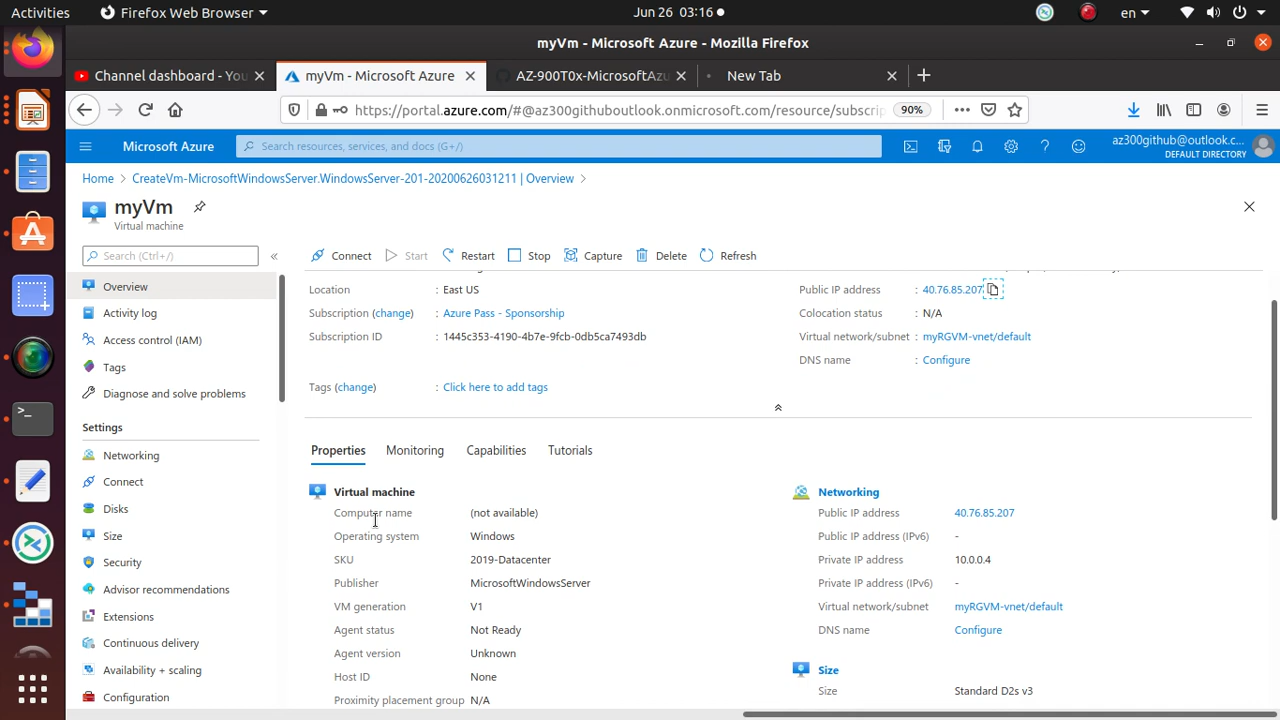 Activities Firefox Web Browser Jun 26 03:16 en
myVm - Microsoft Azure - Mozilla Firefox
Channel dashboard - You myVm - Microsoft Azure AZ-900T0x-MicrosoftAzu New Tab
https://portal.azure.com/#@az300githuboutlook.onmicrosoft.com/resource/subscrip 90%
Microsoft Azure Search resources, services, and docs (G+/) az300github@outlook.c...
DEFAULT DIRECTORY
Home > CreateVm-MicrosoftWindowsServer.WindowsServer-201-20200626031211 | Overview >
myVm
Virtual machine
Search (Ctrl+/) « Connect Start Restart Stop Capture Delete Refresh
Overview
Activity log
Access control (IAM)
Tags
Diagnose and solve problems
Settings
Networking
Connect
Disks
Size
Security
Advisor recommendations
Extensions
Continuous delivery
Availability + scaling
Configuration
Location : East US
Subscription (change) : Azure Pass - Sponsorship
Subscription ID : 1445c353-4190-4b7e-9fcb-0db5ca7493db
Tags (change) : Click here to add tags
Public IP address : 40.76.85.207
Colocation status : N/A
Virtual network/subnet : myRGVM-vnet/default
DNS name : Configure
Properties Monitoring Capabilities Tutorials
Virtual machine
Computer name (not available)
Operating system Windows
SKU 2019-Datacenter
Publisher MicrosoftWindowsServer
VM generation V1
Agent status Not Ready
Agent version Unknown
Host ID None
Proximity placement group N/A
Networking
Public IP address 40.76.85.207
Public IP address (IPv6) -
Private IP address 10.0.0.4
Private IP address (IPv6) -
Virtual network/subnet myRGVM-vnet/default
DNS name Configure
Size
Size Standard D2s v3